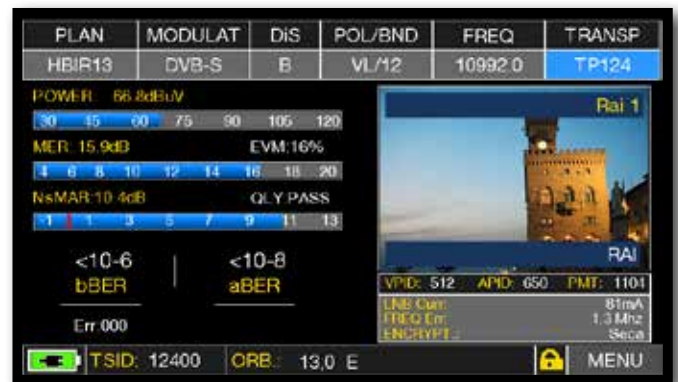 PLAN MODULAT DiS POL/BND FREQ TRANSP
HBIR13 DVB-S B VL/12 10992.0 TP124
POWER: 66.8dBuV
30 45 60 75 90 105 120
MER: 15.9dB EVM:16%
4 6 8 10 12 14 16 18 20
NsMAR:10.4dB QLY:PASS
-1 1 3 5 7 9 11 13
<10-6 <10-8
bBER aBER
Err:000
Rai 1
RAI
VPID: 512 APID: 650 PMT: 1104
LNB Curr: 81mA
FREQ Err: 1,3 Mhz
ENCRYPT.: Seca
TSID: 12400 ORB.: 13,0 E MENU